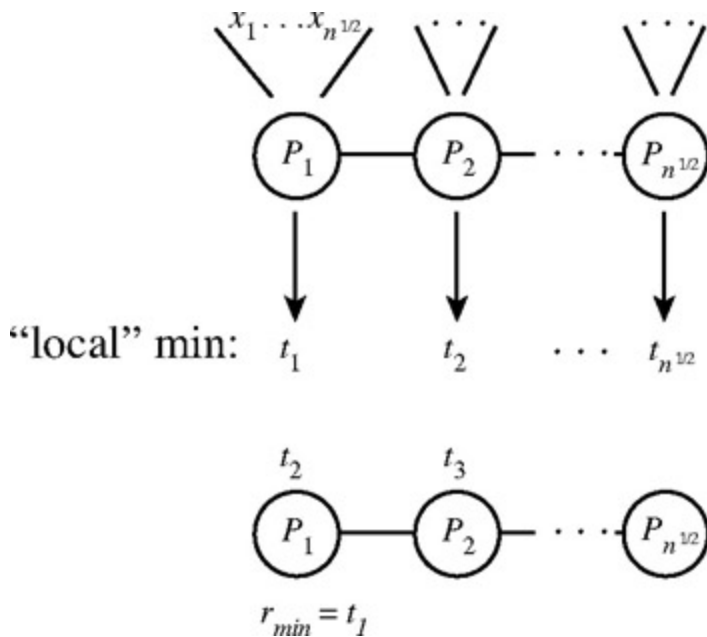 x₁ . . . xₙ1/2 . . . . . .
P₁ P₂ . . . Pₙ1/2
“local” min: t₁ t₂ . . . tₙ1/2
t₂ t₃
P₁ P₂ . . . Pₙ1/2
r_min = t₁